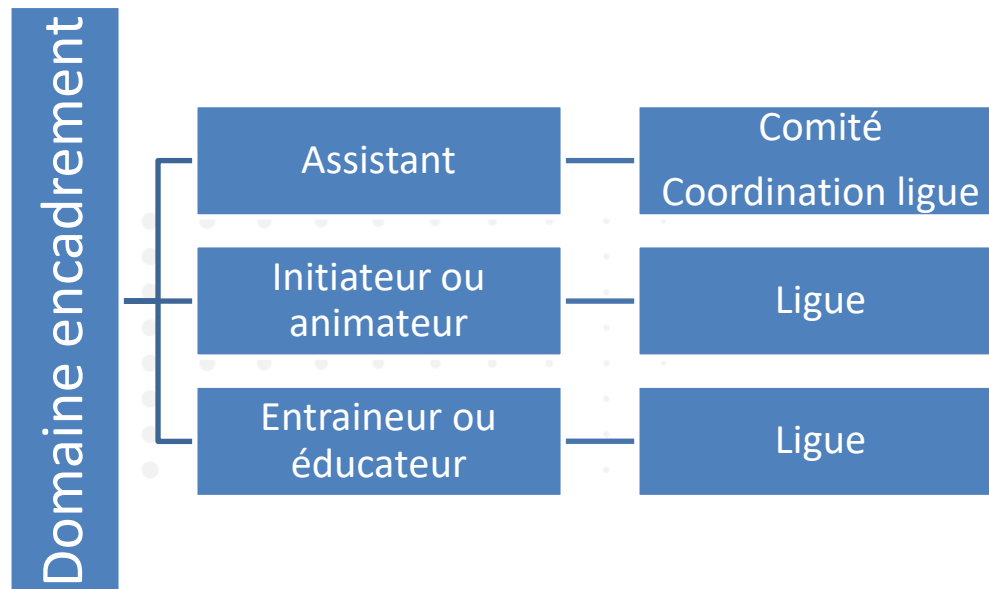 Domaine encadrement
Assistant
Comité
Coordination ligue
Initiateur ou
animateur
Ligue
Entraineur ou
éducateur
Ligue